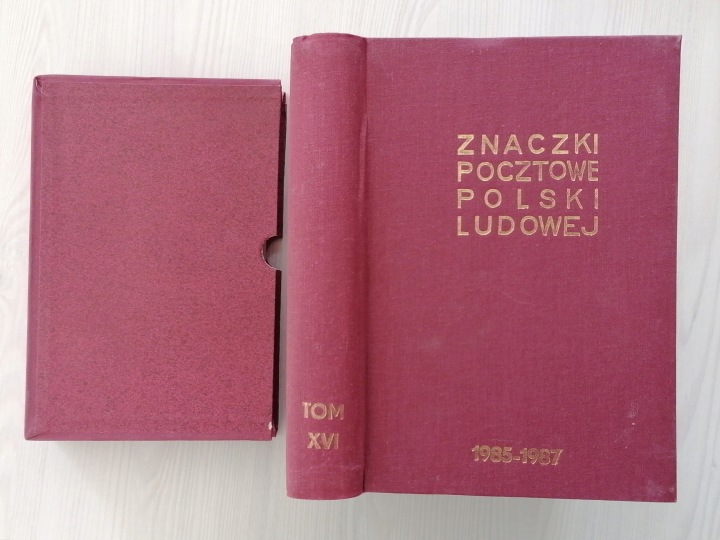 ZNACZKI
POCZTOWE
POLSKI
LUDOWEJ
1985-1987
TOM
XVI